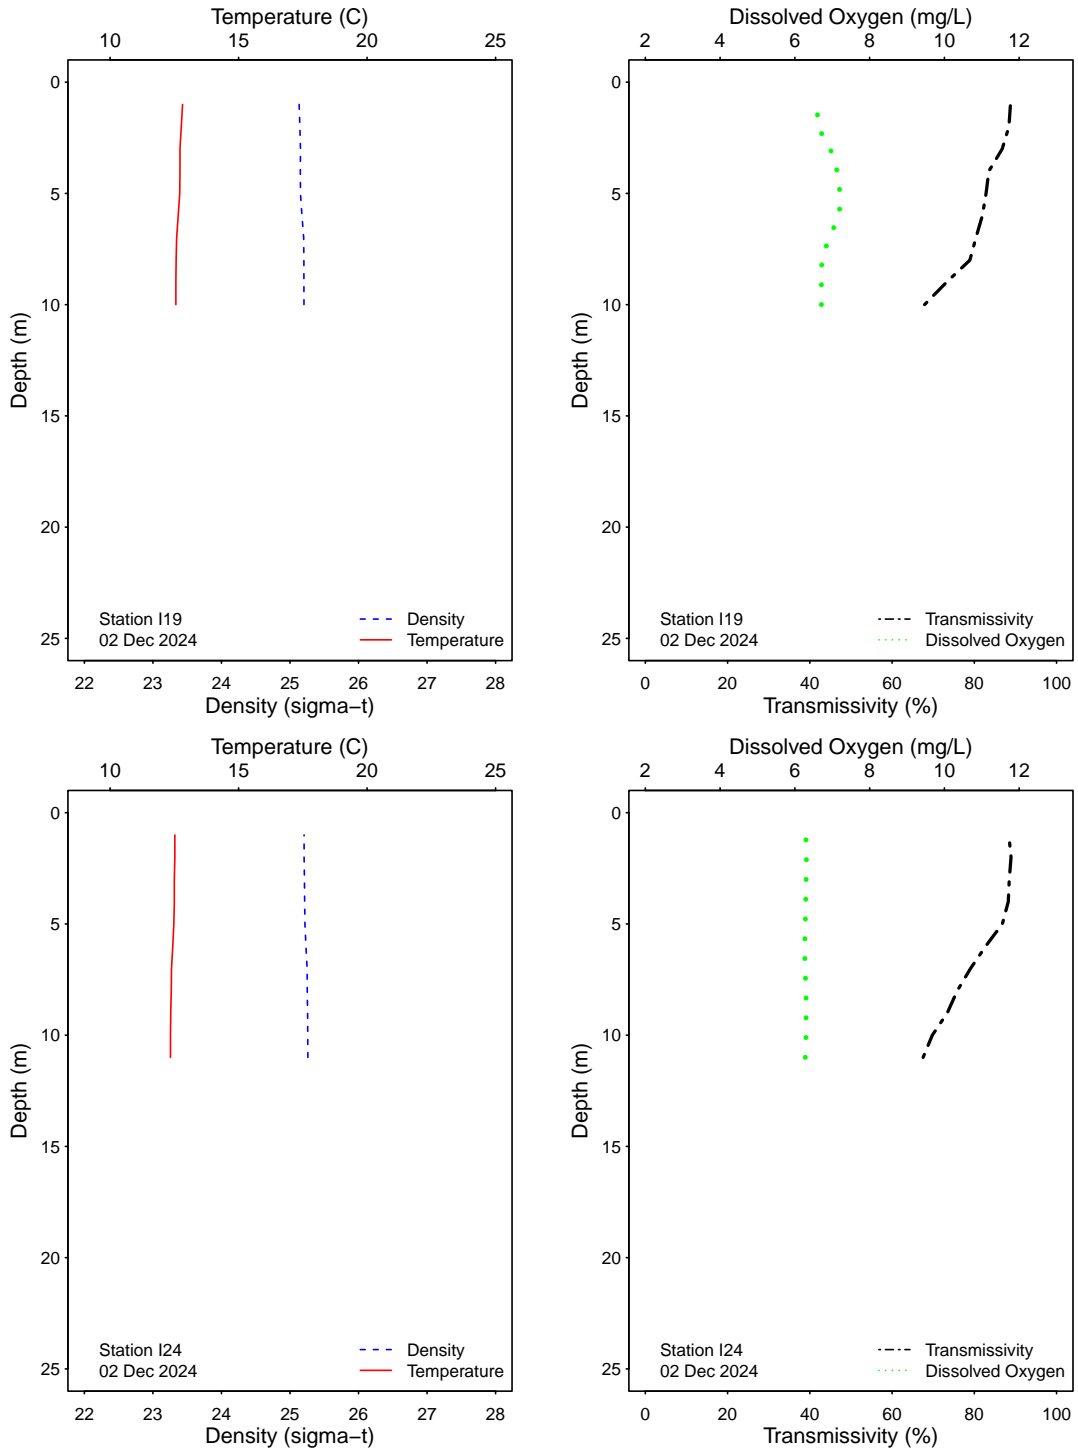 Temperature (C)
10 15 20 25
0
5
10
15
20
25
Depth (m)
Station I19
02 Dec 2024
Density
Temperature
22 23 24 25 26 27 28
Density (sigma−t)
Dissolved Oxygen (mg/L)
2 4 6 8 10 12
0
5
10
15
20
25
Depth (m)
Station I19
02 Dec 2024
Transmissivity
Dissolved Oxygen
0 20 40 60 80 100
Transmissivity (%)
Temperature (C)
10 15 20 25
0
5
10
15
20
25
Depth (m)
Station I24
02 Dec 2024
Density
Temperature
22 23 24 25 26 27 28
Density (sigma−t)
Dissolved Oxygen (mg/L)
2 4 6 8 10 12
0
5
10
15
20
25
Depth (m)
Station I24
02 Dec 2024
Transmissivity
Dissolved Oxygen
0 20 40 60 80 100
Transmissivity (%)